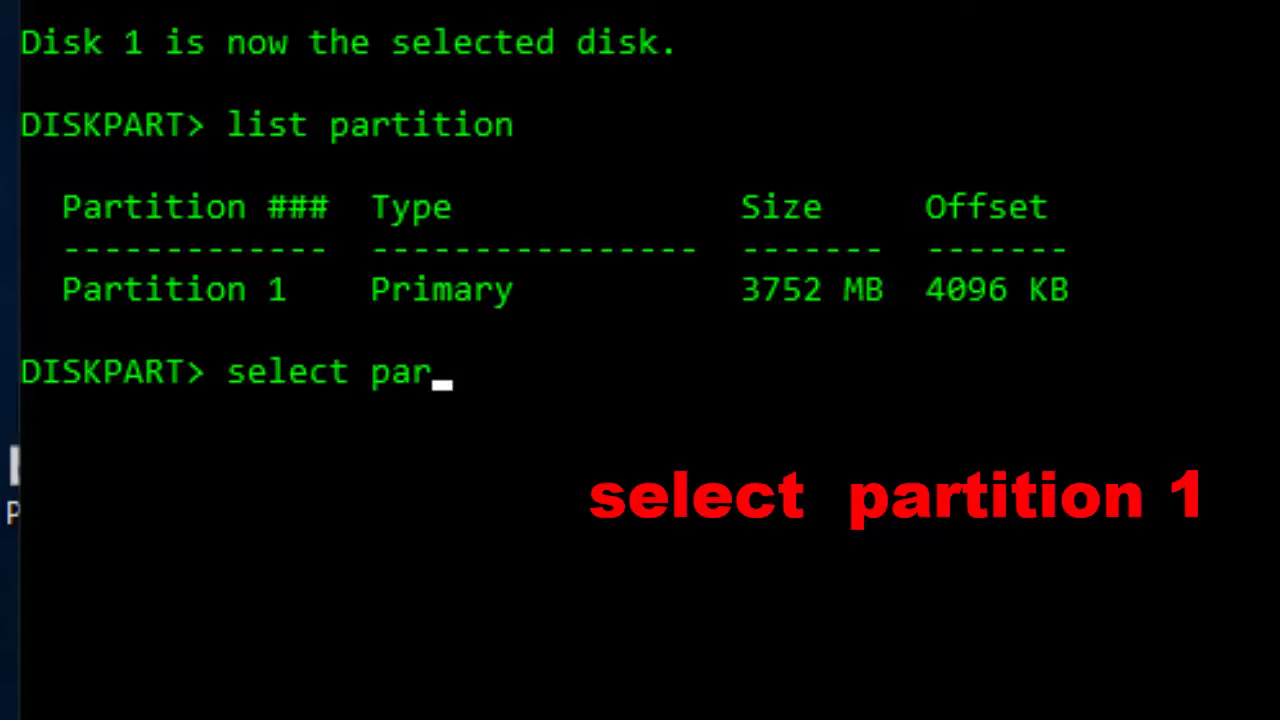 Disk 1 is now the selected disk.
DISKPART> list partition
Partition ### Type Size Offset
------------- ---------------- ------- -------
Partition 1 Primary 3752 MB 4096 KB
DISKPART> select par
select partition 1
P